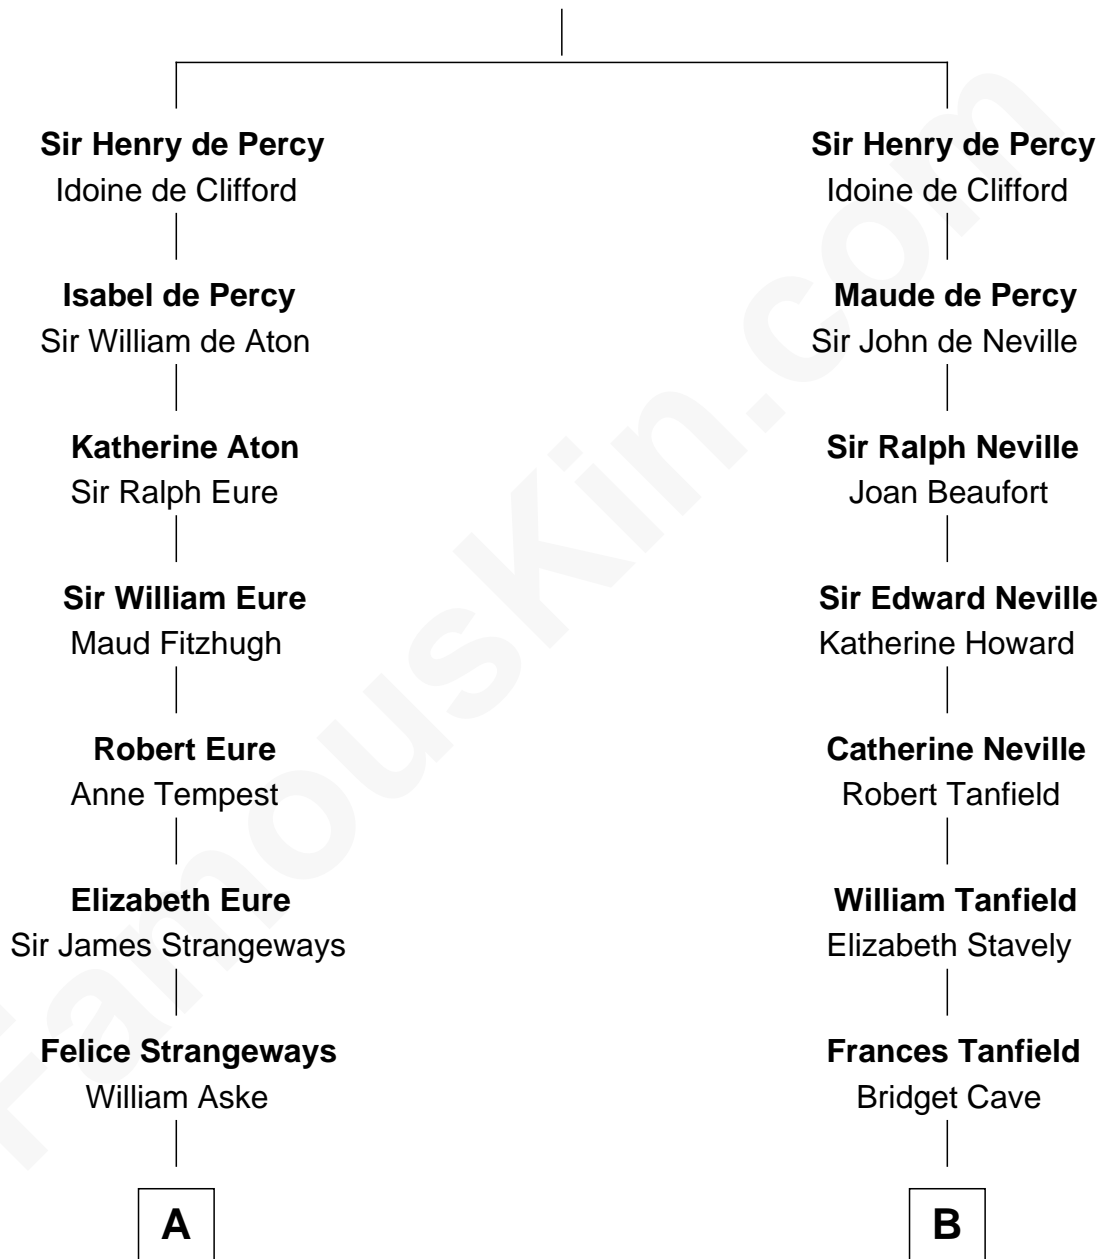 Sir Henry de Percy
Idoine de Clifford
Isabel de Percy
Sir William de Aton
Katherine Aton
Sir Ralph Eure
Sir William Eure
Maud Fitzhugh
Robert Eure
Anne Tempest
Elizabeth Eure
Sir James Strangeways
Felice Strangeways
William Aske
A
Sir Henry de Percy
Idoine de Clifford
Maude de Percy
Sir John de Neville
Sir Ralph Neville
Joan Beaufort
Sir Edward Neville
Katherine Howard
Catherine Neville
Robert Tanfield
William Tanfield
Elizabeth Stavely
Frances Tanfield
Bridget Cave
B
FamousKin.com